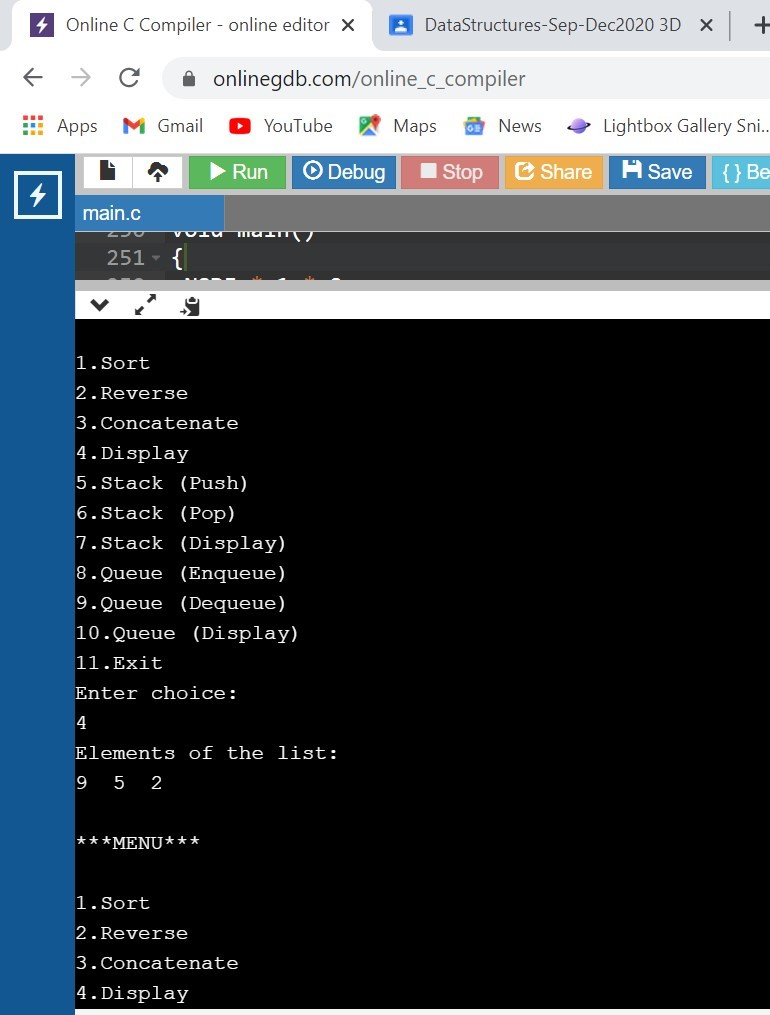 Online C Compiler - online editor
DataStructures-Sep-Dec2020 3D
onlinegdb.com/online_c_compiler
Apps Gmail YouTube Maps News Lightbox Gallery Sni...
Run Debug Stop Share Save { } Be
main.c
void main()
251 {
1.Sort
2.Reverse
3.Concatenate
4.Display
5.Stack (Push)
6.Stack (Pop)
7.Stack (Display)
8.Queue (Enqueue)
9.Queue (Dequeue)
10.Queue (Display)
11.Exit
Enter choice:
4
Elements of the list:
9 5 2
***MENU***
1.Sort
2.Reverse
3.Concatenate
4.Display